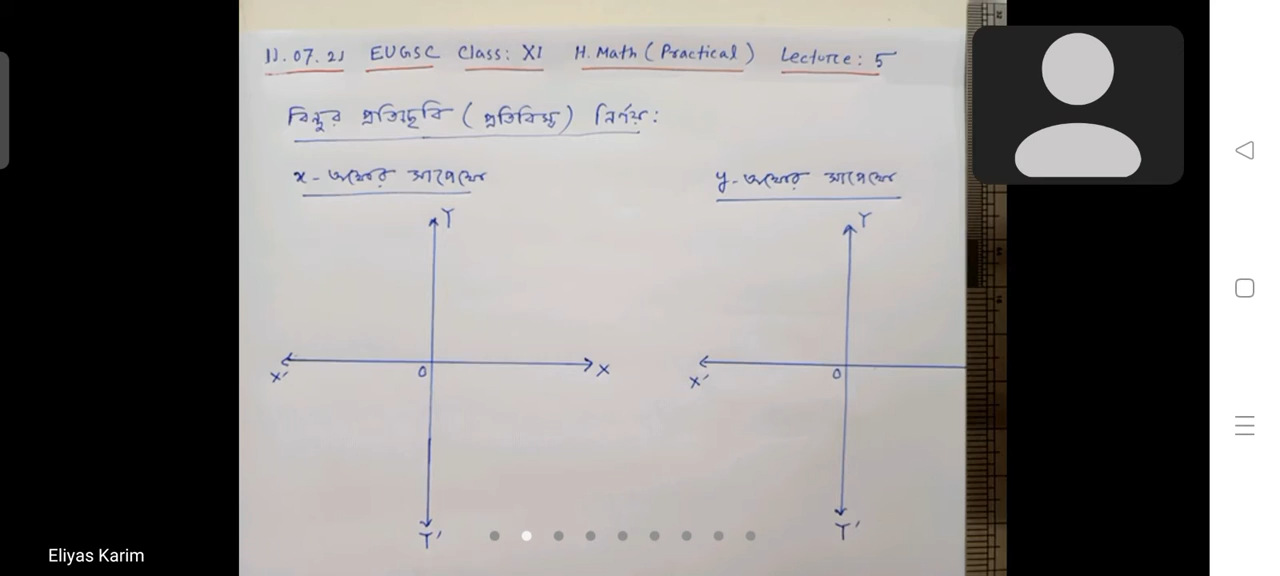 11.07.21 EUGSC Class: XI H.Math (Practical) Lecture: 5
বিন্দুর প্রতিচ্ছবি (প্রতিবিম্ব) নির্ণয়:
x-অক্ষের সাপেক্ষে y-অক্ষের সাপেক্ষে
Y Y
X' O X X' O
Y' Y'
Eliyas Karim